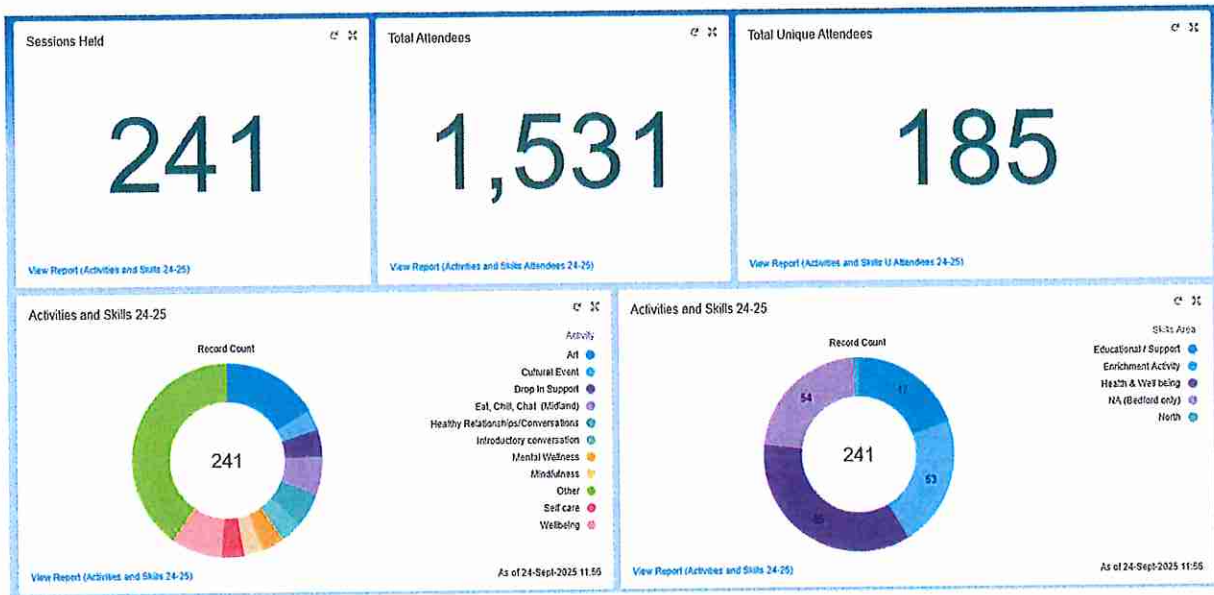 Sessions Held
241
View Report (Activities and Skills 24-25)
Total Attendees
1,531
View Report (Activities and Skills Attendees 24-25)
Total Unique Attendees
185
View Report (Activities and Skills U Attendees 24-25)
Activities and Skills 24-25
Record Count
241
Activity
Art
Cultural Event
Drop In Support
Eat, Chill, Chat (Midland)
Healthy Relationships/Conversations
Introductory conversation
Mental Wellness
Mindfulness
Other
Self care
Wellbeing
View Report (Activities and Skills 24-25)
As of 24-Sept-2025 11:56
Activities and Skills 24-25
Record Count
54
53
241
Skills Area
Educational / Support
Enrichment Activity
Health & Well being
NA (Bedford only)
North
View Report (Activities and Skills 24-25)
As of 24-Sept-2025 11:56